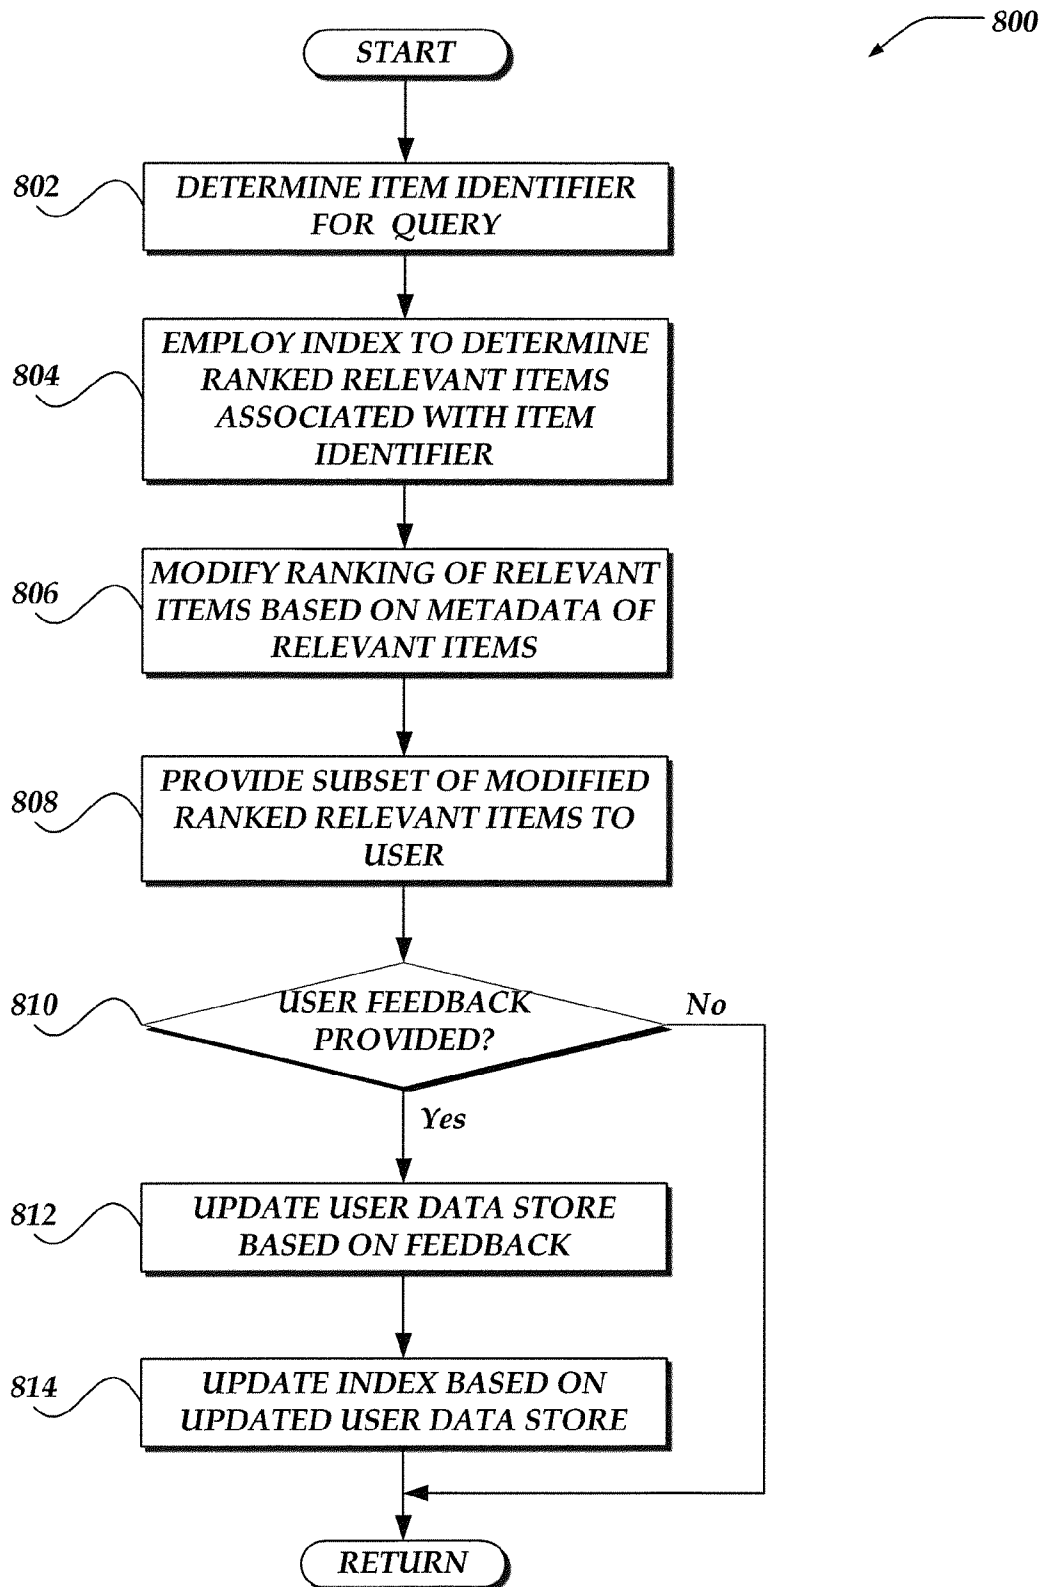 800
START
802
DETERMINE ITEM IDENTIFIER
FOR QUERY
804
EMPLOY INDEX TO DETERMINE
RANKED RELEVANT ITEMS
ASSOCIATED WITH ITEM
IDENTIFIER
806
MODIFY RANKING OF RELEVANT
ITEMS BASED ON METADATA OF
RELEVANT ITEMS
808
PROVIDE SUBSET OF MODIFIED
RANKED RELEVANT ITEMS TO
USER
810
USER FEEDBACK
PROVIDED?
No
Yes
812
UPDATE USER DATA STORE
BASED ON FEEDBACK
814
UPDATE INDEX BASED ON
UPDATED USER DATA STORE
RETURN